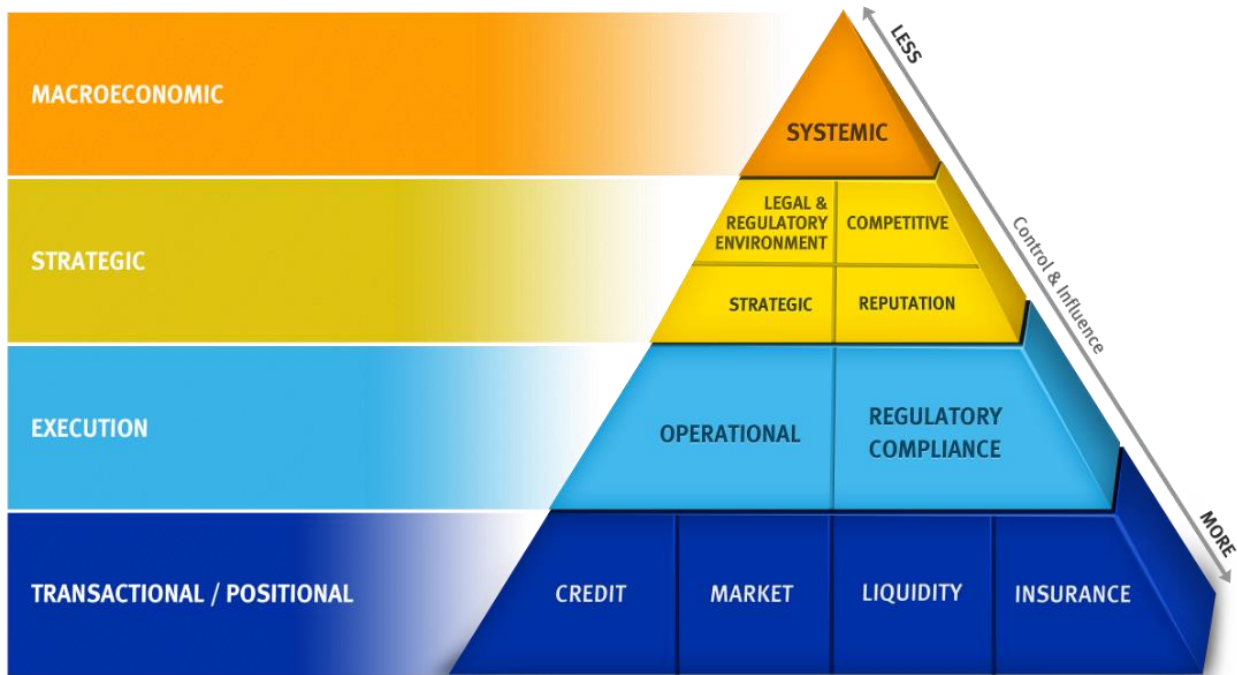 LESS
MACROECONOMIC
SYSTEMIC
LEGAL &
REGULATORY
ENVIRONMENT
COMPETITIVE
STRATEGIC
STRATEGIC
REPUTATION
Control & Influence
EXECUTION
OPERATIONAL
REGULATORY
COMPLIANCE
MORE
TRANSACTIONAL / POSITIONAL
CREDIT
MARKET
LIQUIDITY
INSURANCE